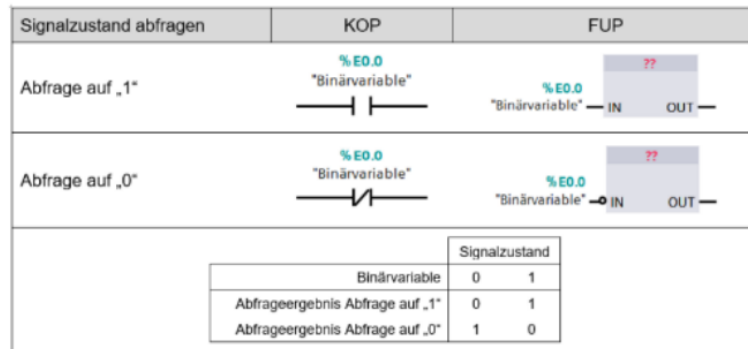 Signalzustand abfragen KOP FUP
Abfrage auf „1“
%E0.0
"Binärvariable"
??
%E0.0
"Binärvariable" IN OUT
Abfrage auf „0“
%E0.0
"Binärvariable"
??
%E0.0
"Binärvariable" IN OUT
Signalzustand
Binärvariable 0 1
Abfrageergebnis Abfrage auf „1“ 0 1
Abfrageergebnis Abfrage auf „0“ 1 0